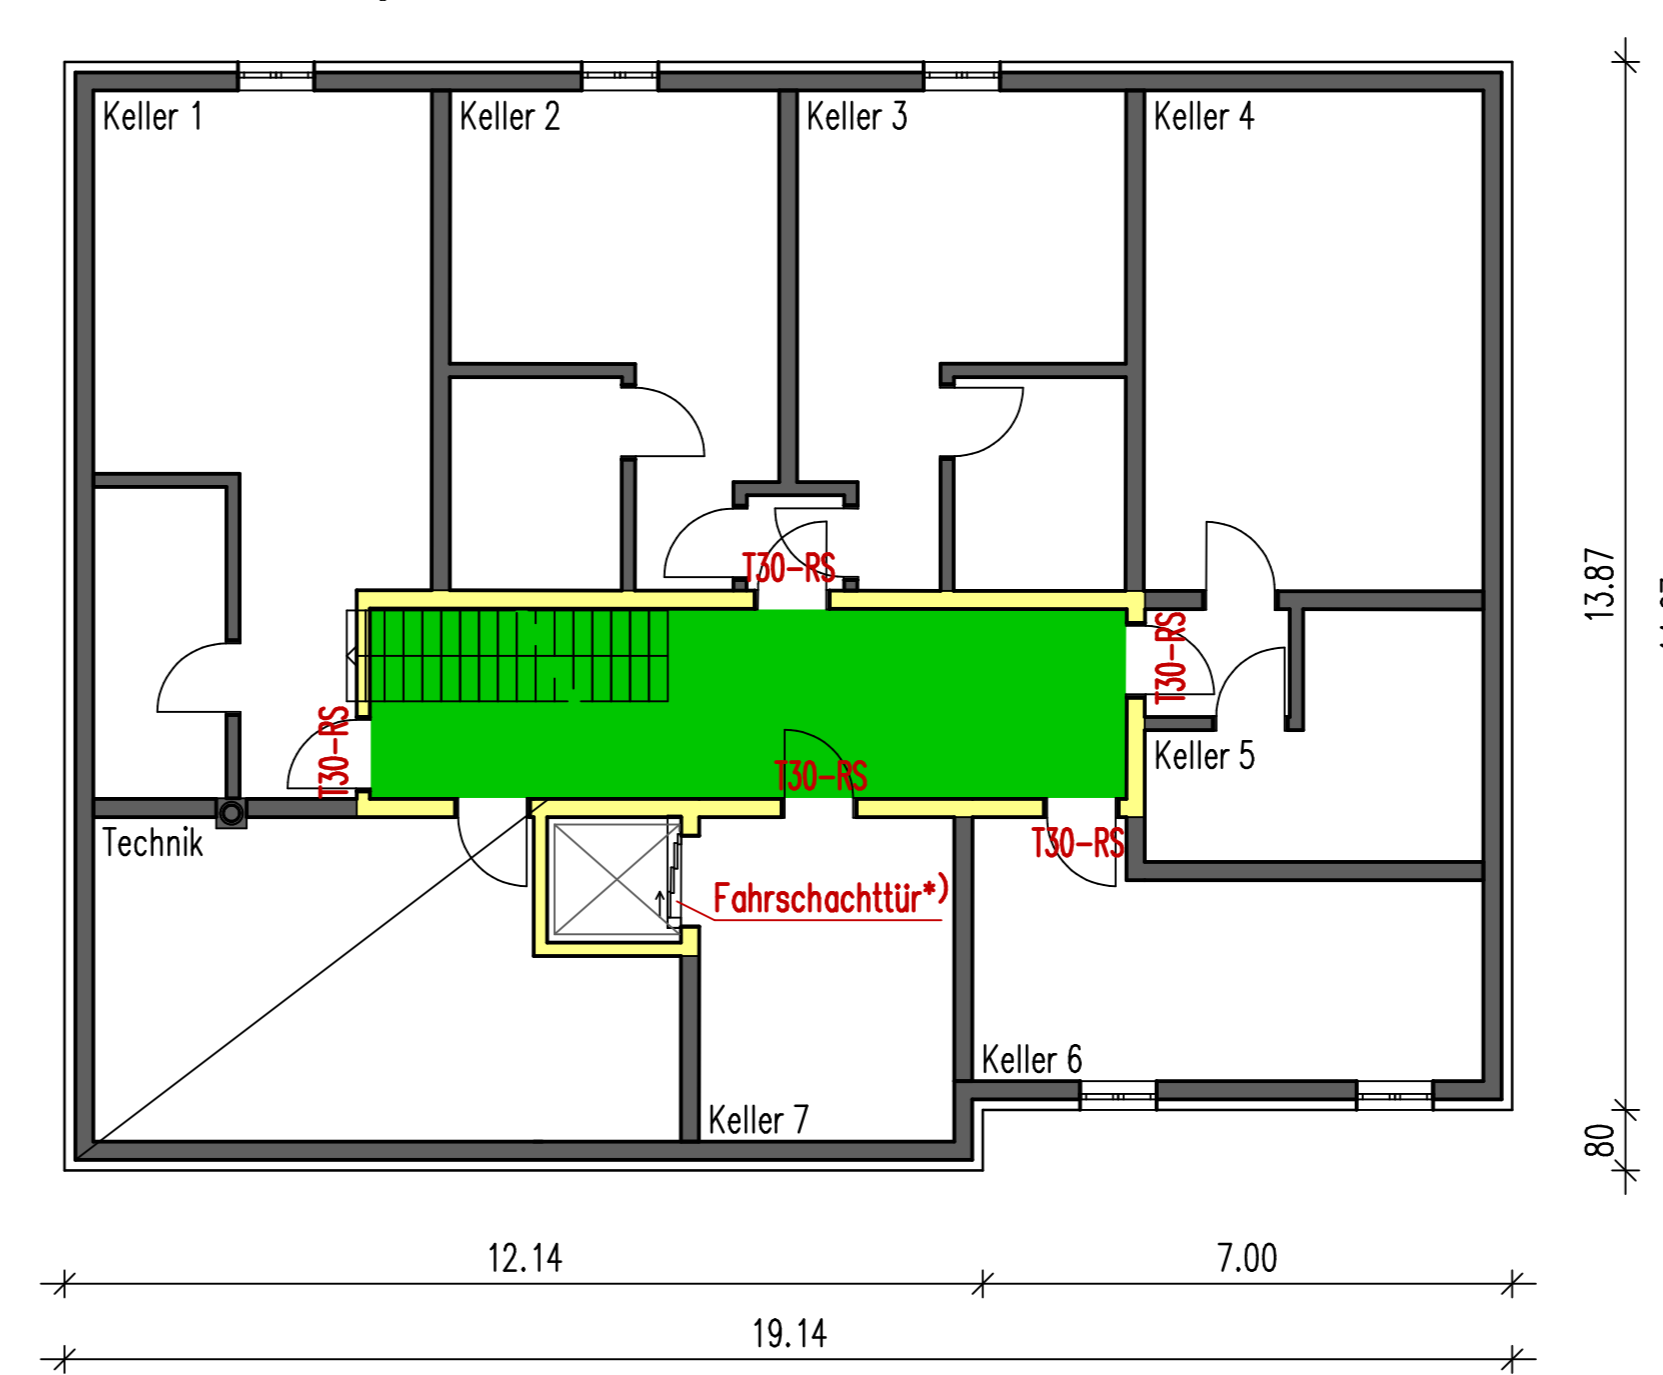 Keller 1
Keller 2
Keller 3
Keller 4
T30-RS
T30-RS
T30-RS
T30-RS
T30-RS
Keller 5
Technik
Fahrschachttür*)
Keller 6
Keller 7
13.87
80
12.14
7.00
19.14